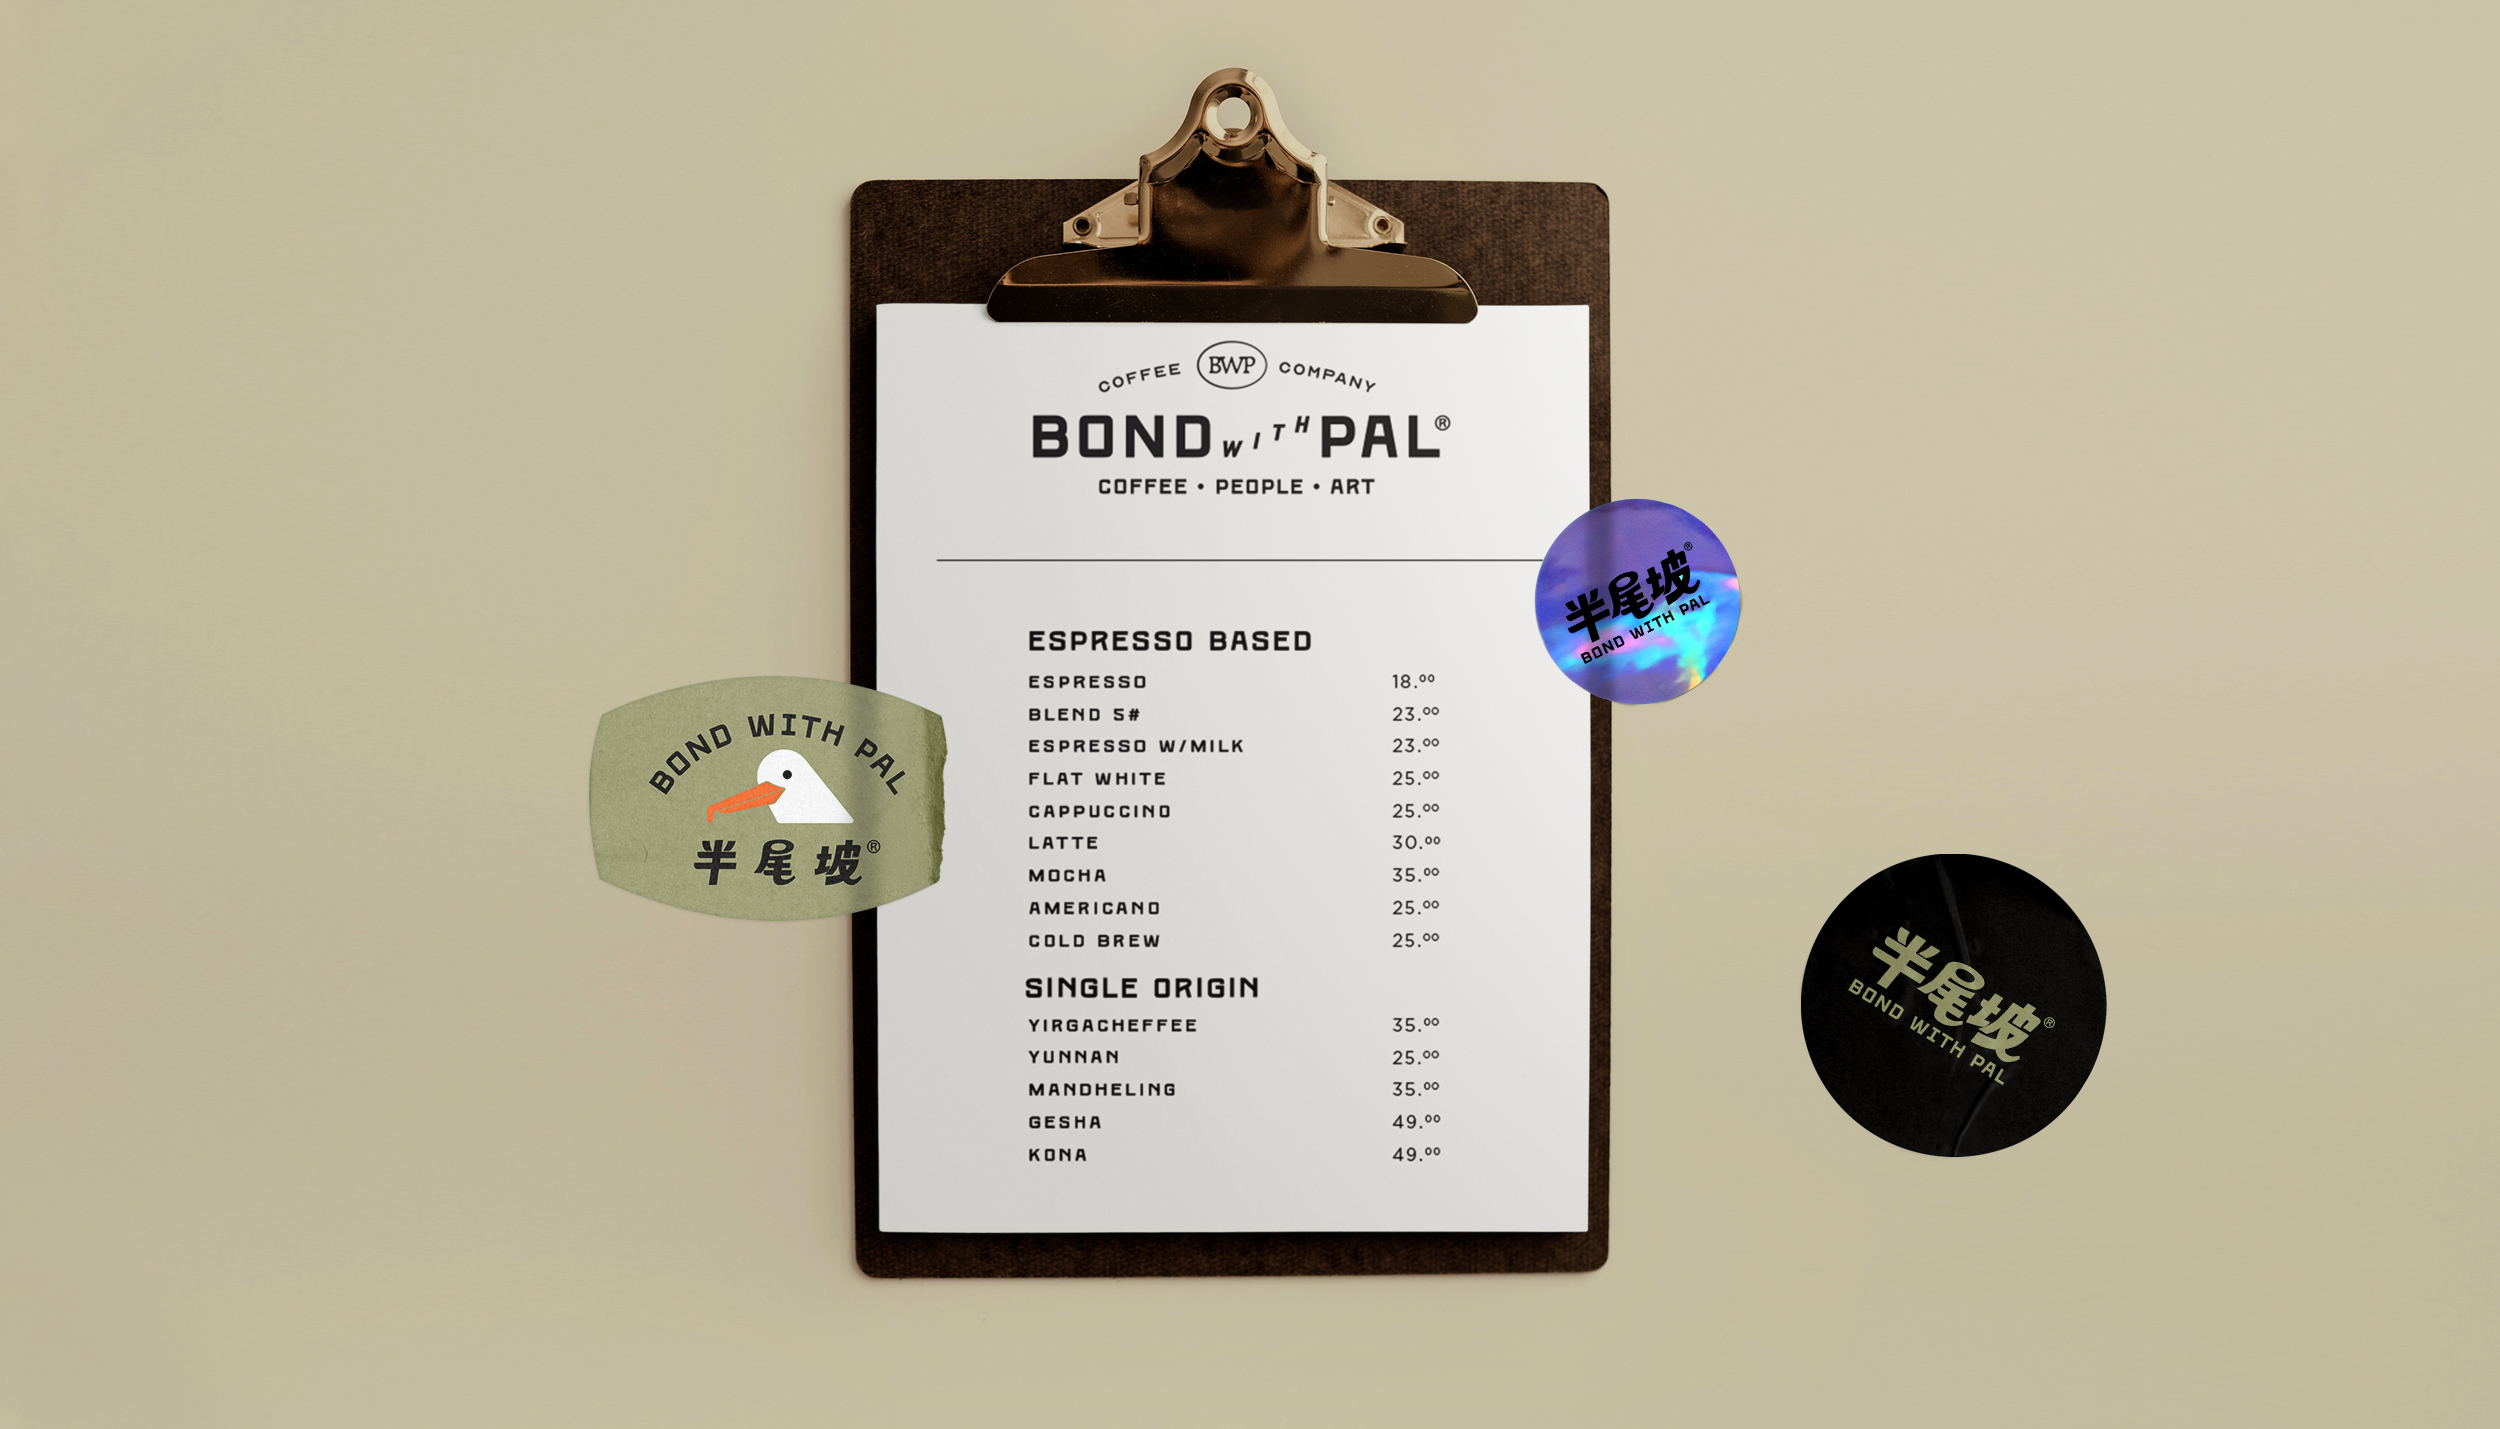 COFFEE BWP COMPANY
BOND WITH PAL®
COFFEE • PEOPLE • ART
ESPRESSO BASED
ESPRESSO 18.00
BLEND 5# 23.00
ESPRESSO W/MILK 23.00
FLAT WHITE 25.00
CAPPUCCINO 25.00
LATTE 30.00
MOCHA 35.00
AMERICANO 25.00
COLD BREW 25.00
SINGLE ORIGIN
YIRGACHEFFEE 35.00
YUNNAN 25.00
MANDHELING 35.00
GESHA 49.00
KONA 49.00
半尾坡®
BOND WITH PAL
BOND WITH PAL
半尾坡®
半尾坡®
BOND WITH PAL